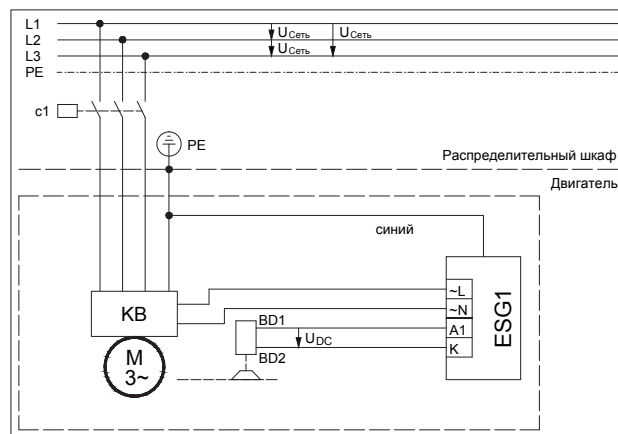 L1
L2
L3
PE
UСеть
UСеть
UСеть
c1
PE
Распределительный шкаф
Двигатель
синий
KB
M
3~
BD1
BD2
UDC
~L
~N
A1
K
ESG1